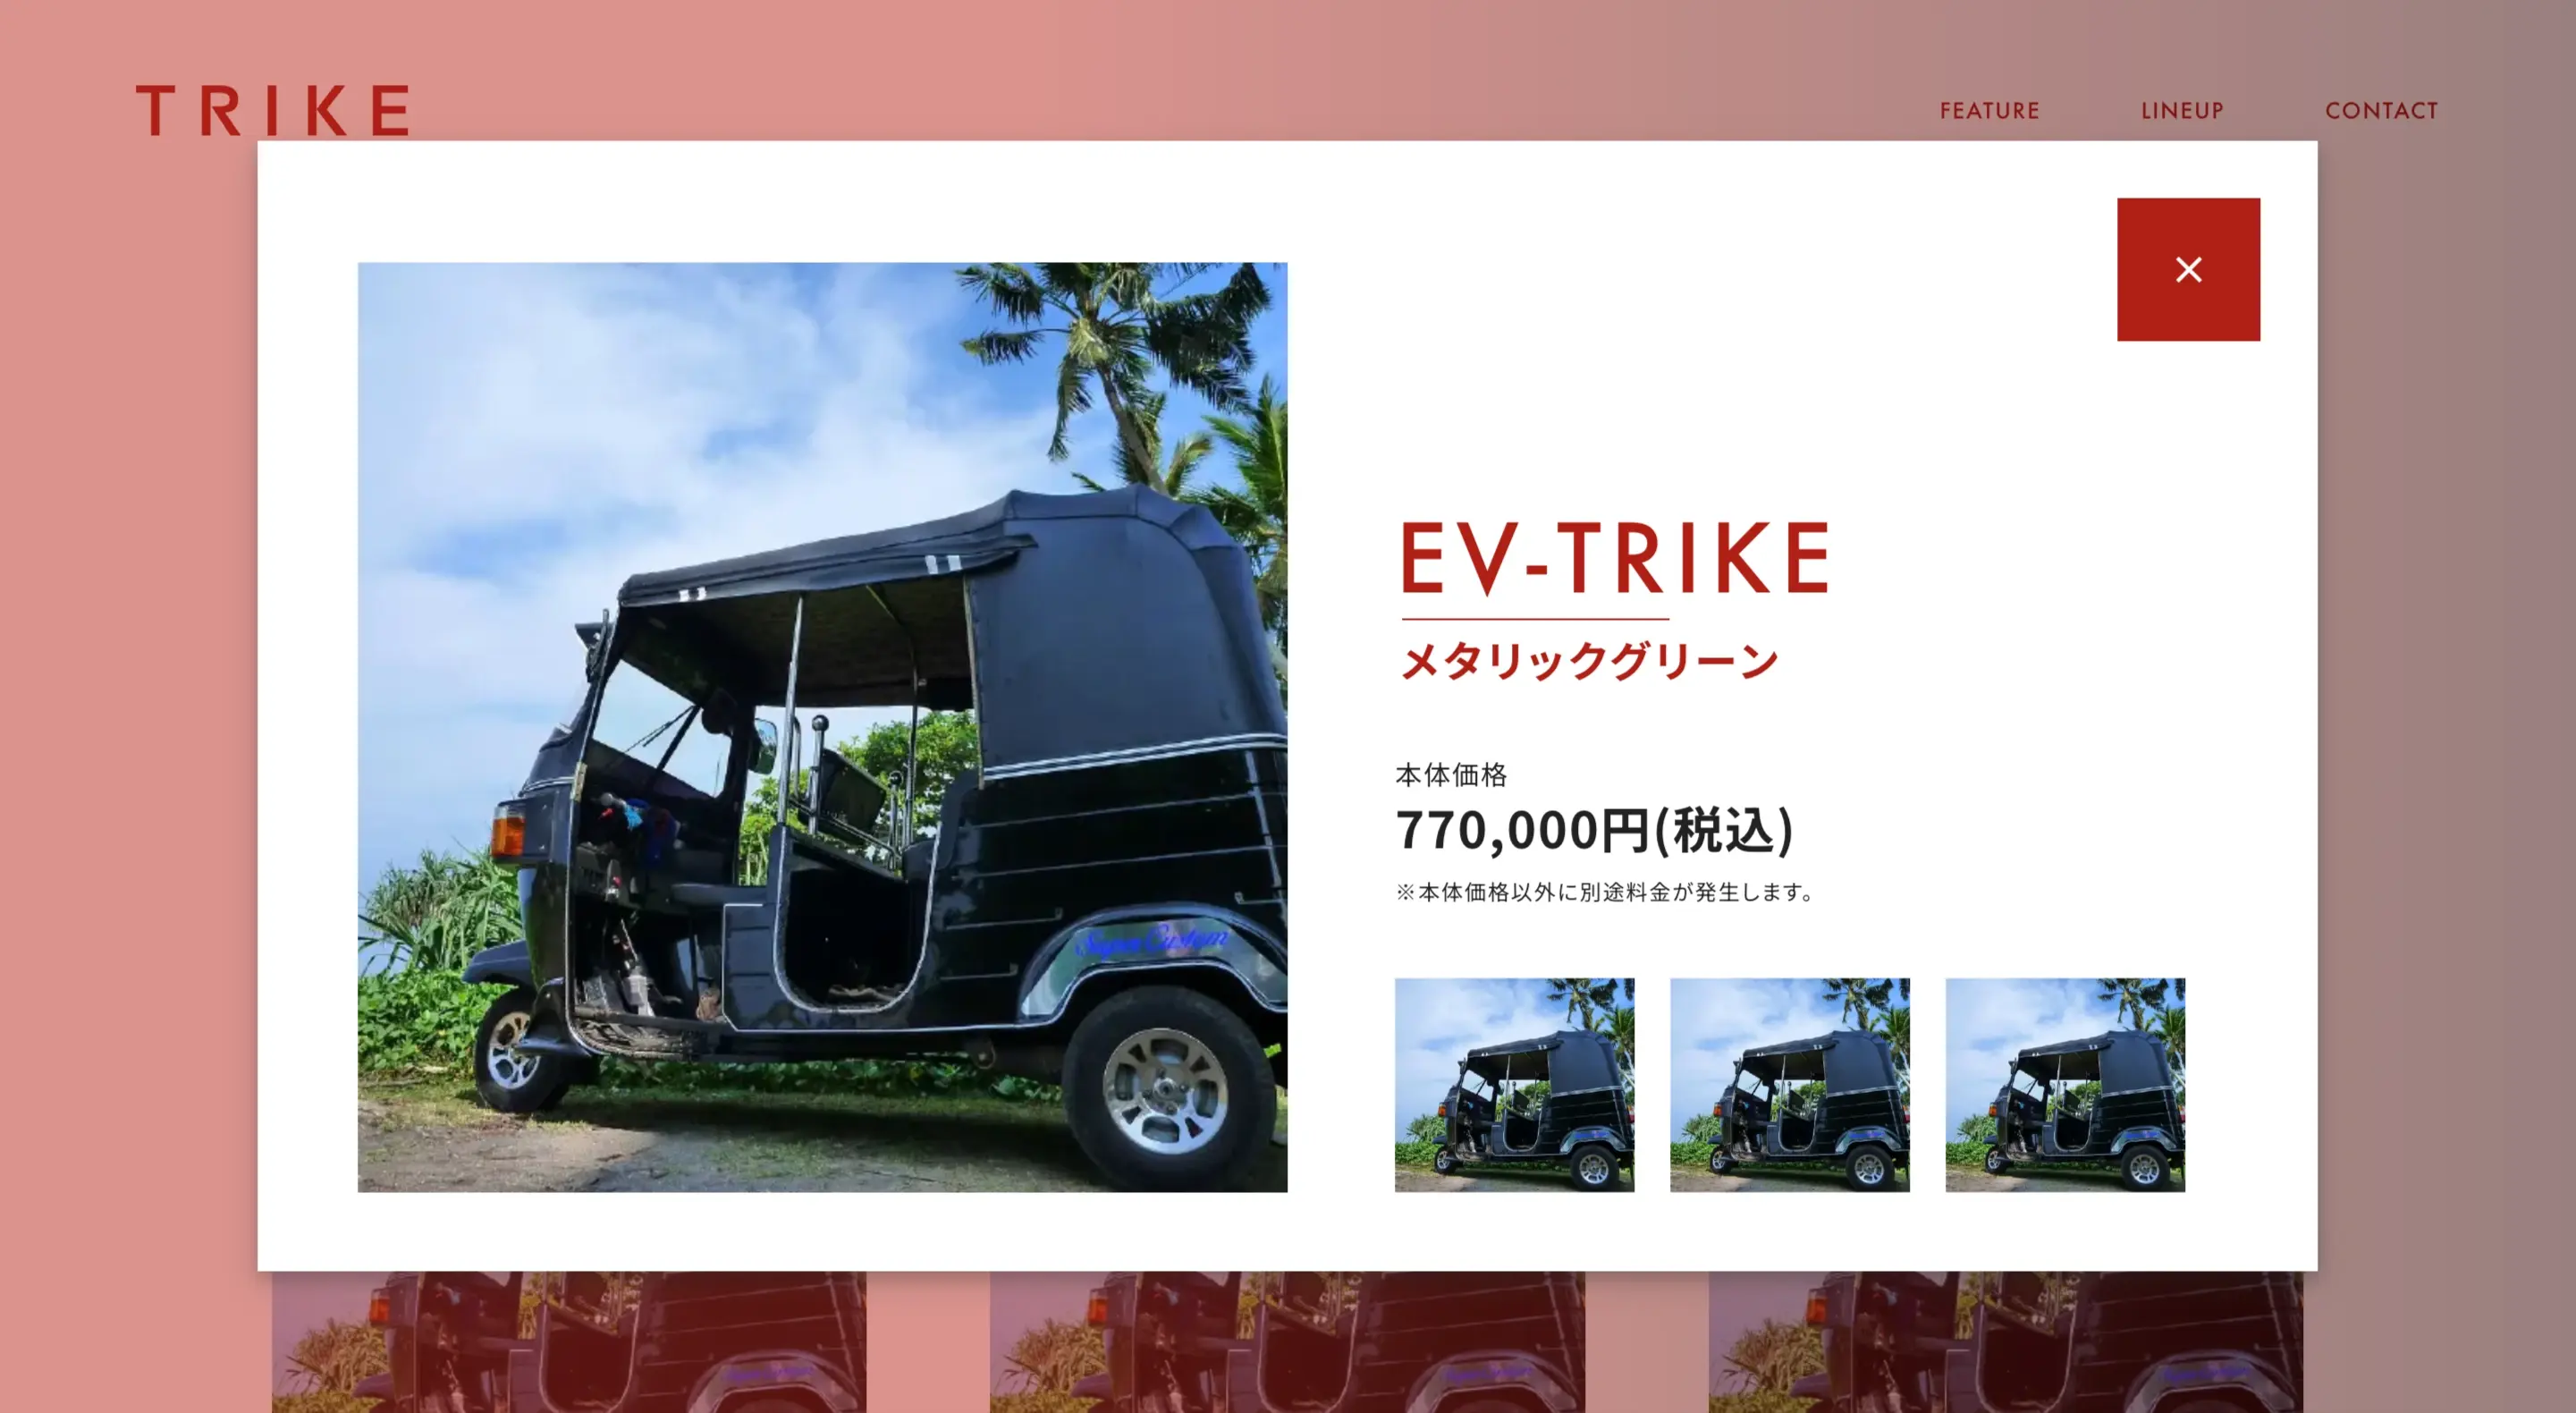 TRIKE
FEATURE LINEUP CONTACT
×
EV-TRIKE
メタリックグリーン
本体価格
770,000円(税込)
※本体価格以外に別途料金が発生します。
Super Custom